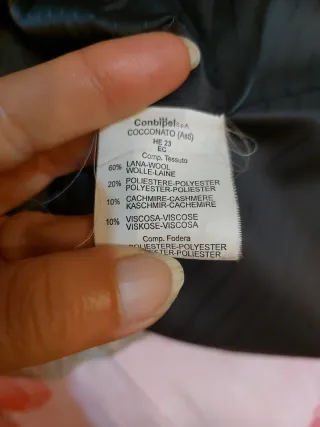 Conbipel S.p.A.
COCCONATO (Asti)
HE 23
EC
Comp. Tessuto
60% LANA-WOOL
WOLLE-LAINE
20% POLIESTERE-POLYESTER
POLYESTER-POLIESTER
10% CACHMIRE-CASHMERE
KASCHMIR-CACHEMIRE
10% VISCOSA-VISCOSE
VISKOSE-VISCOSA
Comp. Fodera
POLIESTERE-POLYESTER
POLYESTER-POLIESTER